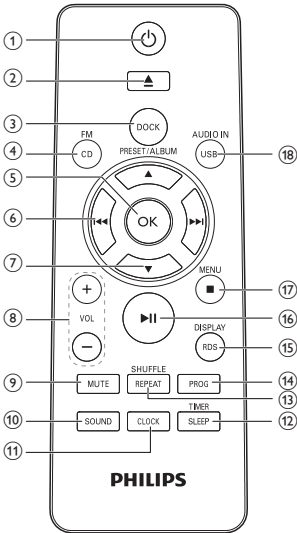 ①
②
③ DOCK
FM
AUDIO IN
④ CD
PRESET/ALBUM
USB ⑱
⑤
⑥ OK
⑦
MENU
⑰
⑧ + VOL −
⑯
DISPLAY
RDS ⑮
SHUFFLE
⑨ MUTE REPEAT PROG ⑭
⑬
TIMER
⑩ SOUND CLOCK SLEEP ⑫
⑪
PHILIPS